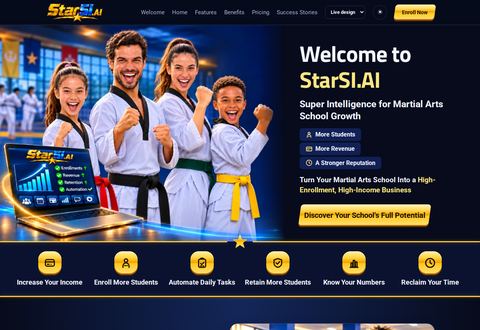 StarSI.AI
Welcome
Home
Features
Benefits
Pricing
Success Stories
Live design
Enroll Now
Welcome to
StarSI.AI
Super Intelligence for Martial Arts
School Growth
More Students
More Revenue
A Stronger Reputation
Turn Your Martial Arts School Into a High-
Enrollment, High-Income Business
Discover Your School's Full Potential
StarSI.AI
Enrollments
Revenue
Retention
Automation
Increase Your Income
Enroll More Students
Automate Daily Tasks
Retain More Students
Know Your Numbers
Reclaim Your Time